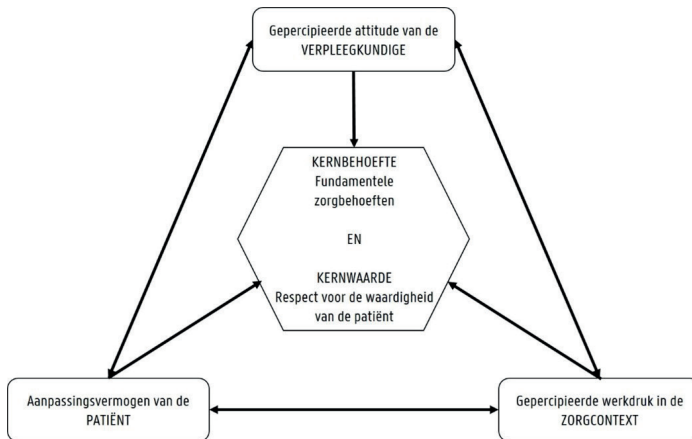 Gepercipieerde attitude van de
VERPLEEGKUNDIGE
KERNBEHOEFTE
Fundamentele
zorgbehoeften
EN
KERNWAARDE
Respect voor de waardigheid
van de patiënt
Aanpassingsvermogen van de
PATIËNT
Gepercipieerde werkdruk in de
ZORGCONTEXT